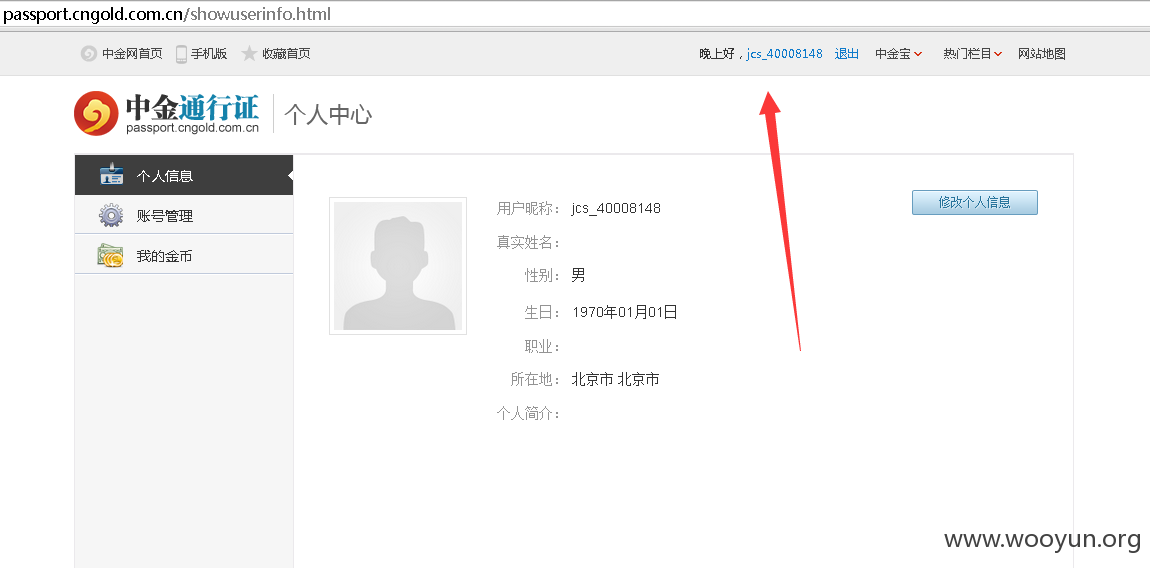 passport.cngold.com.cn/showuserinfo.html
中金网首页 手机版 收藏首页 晚上好，jcs_40008148 退出 中金宝 热门栏目 网站地图
中金通行证 个人中心
passport.cngold.com.cn
个人信息
账号管理
我的金币
修改个人信息
用户昵称： jcs_40008148
真实姓名：
性别： 男
生日： 1970年01月01日
职业：
所在地： 北京市 北京市
个人简介：
www.wooyun.org